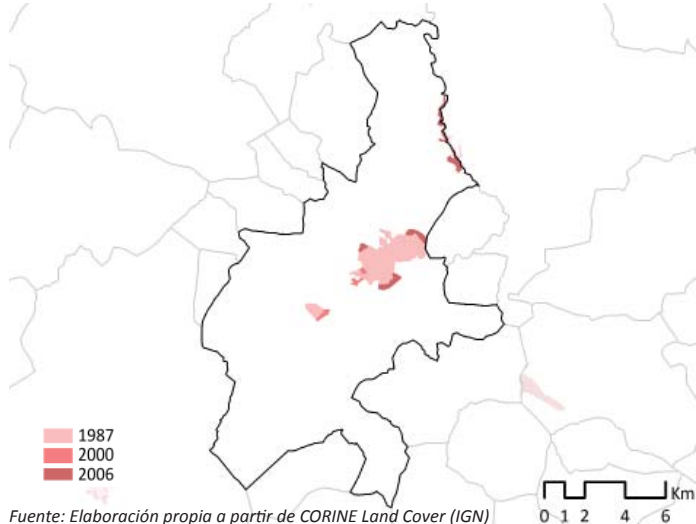 1987
2000
2006
Km
0 1 2 4 6
Fuente: Elaboración propia a partir de CORINE Land Cover (IGN)